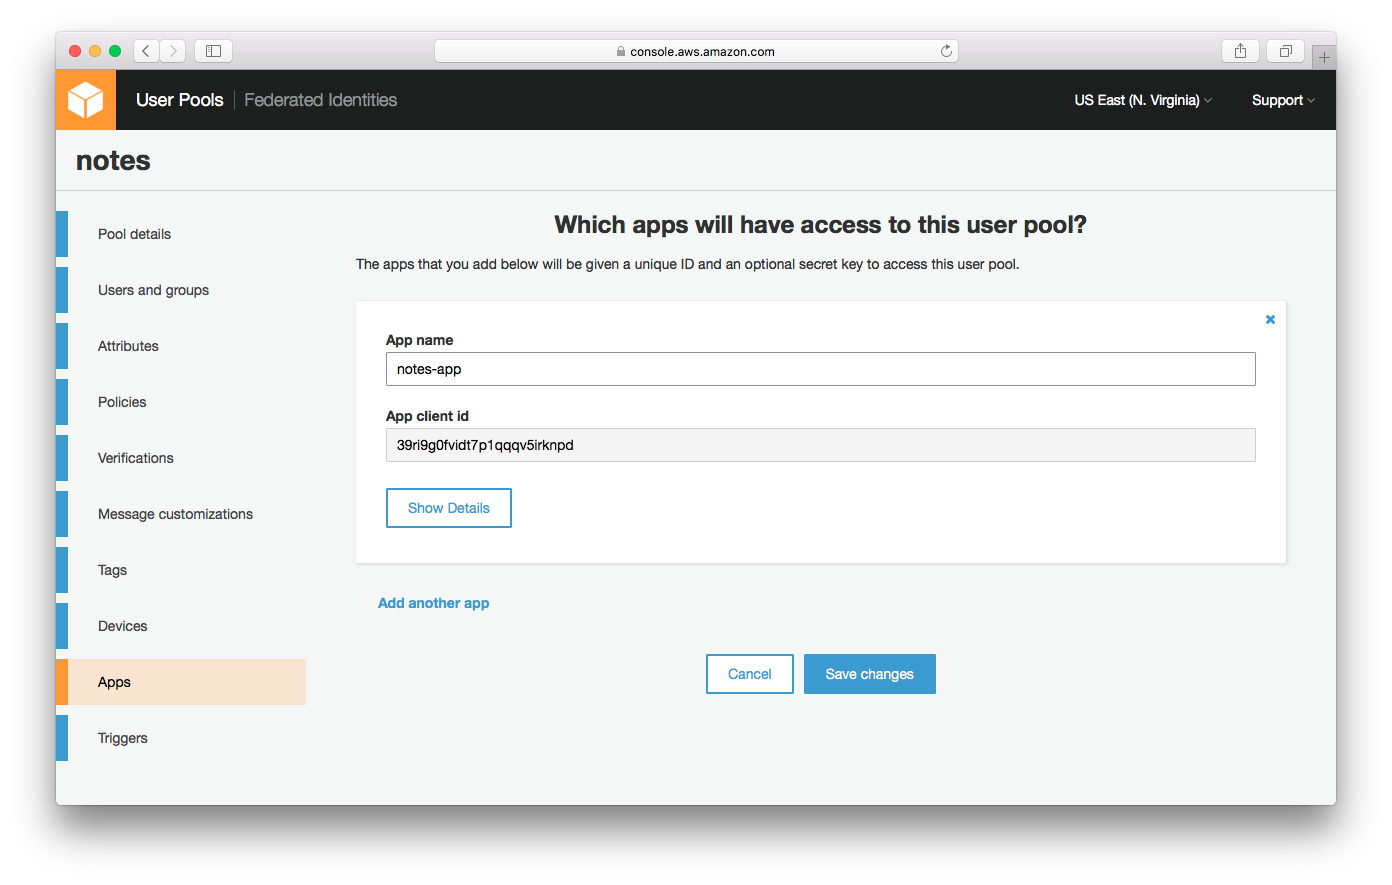 console.aws.amazon.com
User Pools
Federated Identities
US East (N. Virginia)
Support
notes
Pool details
Users and groups
Attributes
Policies
Verifications
Message customizations
Tags
Devices
Apps
Triggers
Which apps will have access to this user pool?
The apps that you add below will be given a unique ID and an optional secret key to access this user pool.
App name
notes-app
App client id
39ri9g0fvidt7p1qqqv5irknpd
Show Details
Add another app
Cancel
Save changes